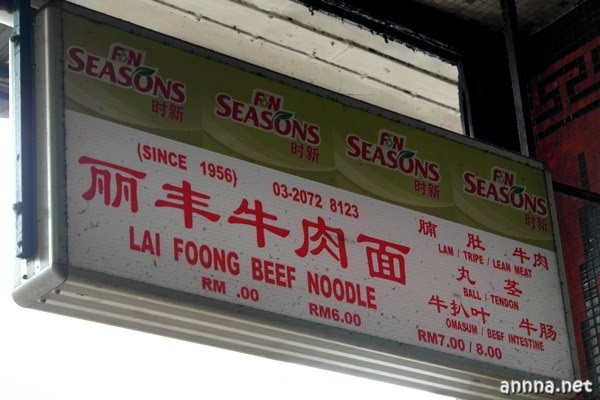 F&N SEASONS 时新
F&N SEASONS 时新
F&N SEASONS 时新
F&N SEASONS 时新
(SINCE 1956) 03-2072 8123
丽丰牛肉面
LAI FOONG BEEF NOODLE
RM .00 RM6.00
腩 肚 牛肉
LAM / TRIPE / LEAN MEAT
丸 茎
BALL / TENDON
牛扒叶 牛肠
OMASUM / BEEF INTESTINE
RM7.00 / 8.00
annna.net